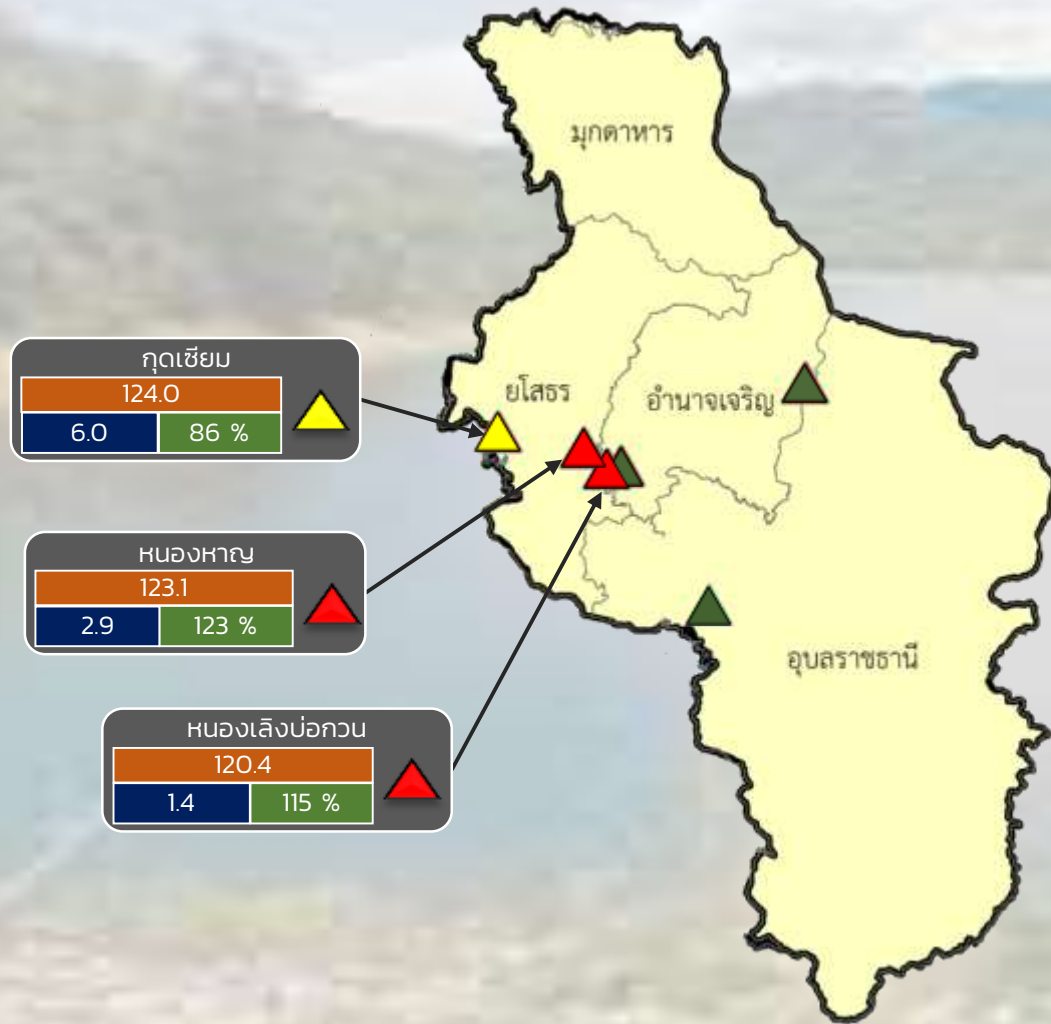 มุกดาหาร
กุดเซียม
124.0
6.0 86 %
ยโสธร
อำนาจเจริญ
หนองหาญ
123.1
2.9 123 %
อุบลราชธานี
หนองเลิงบ่อกวน
120.4
1.4 115 %